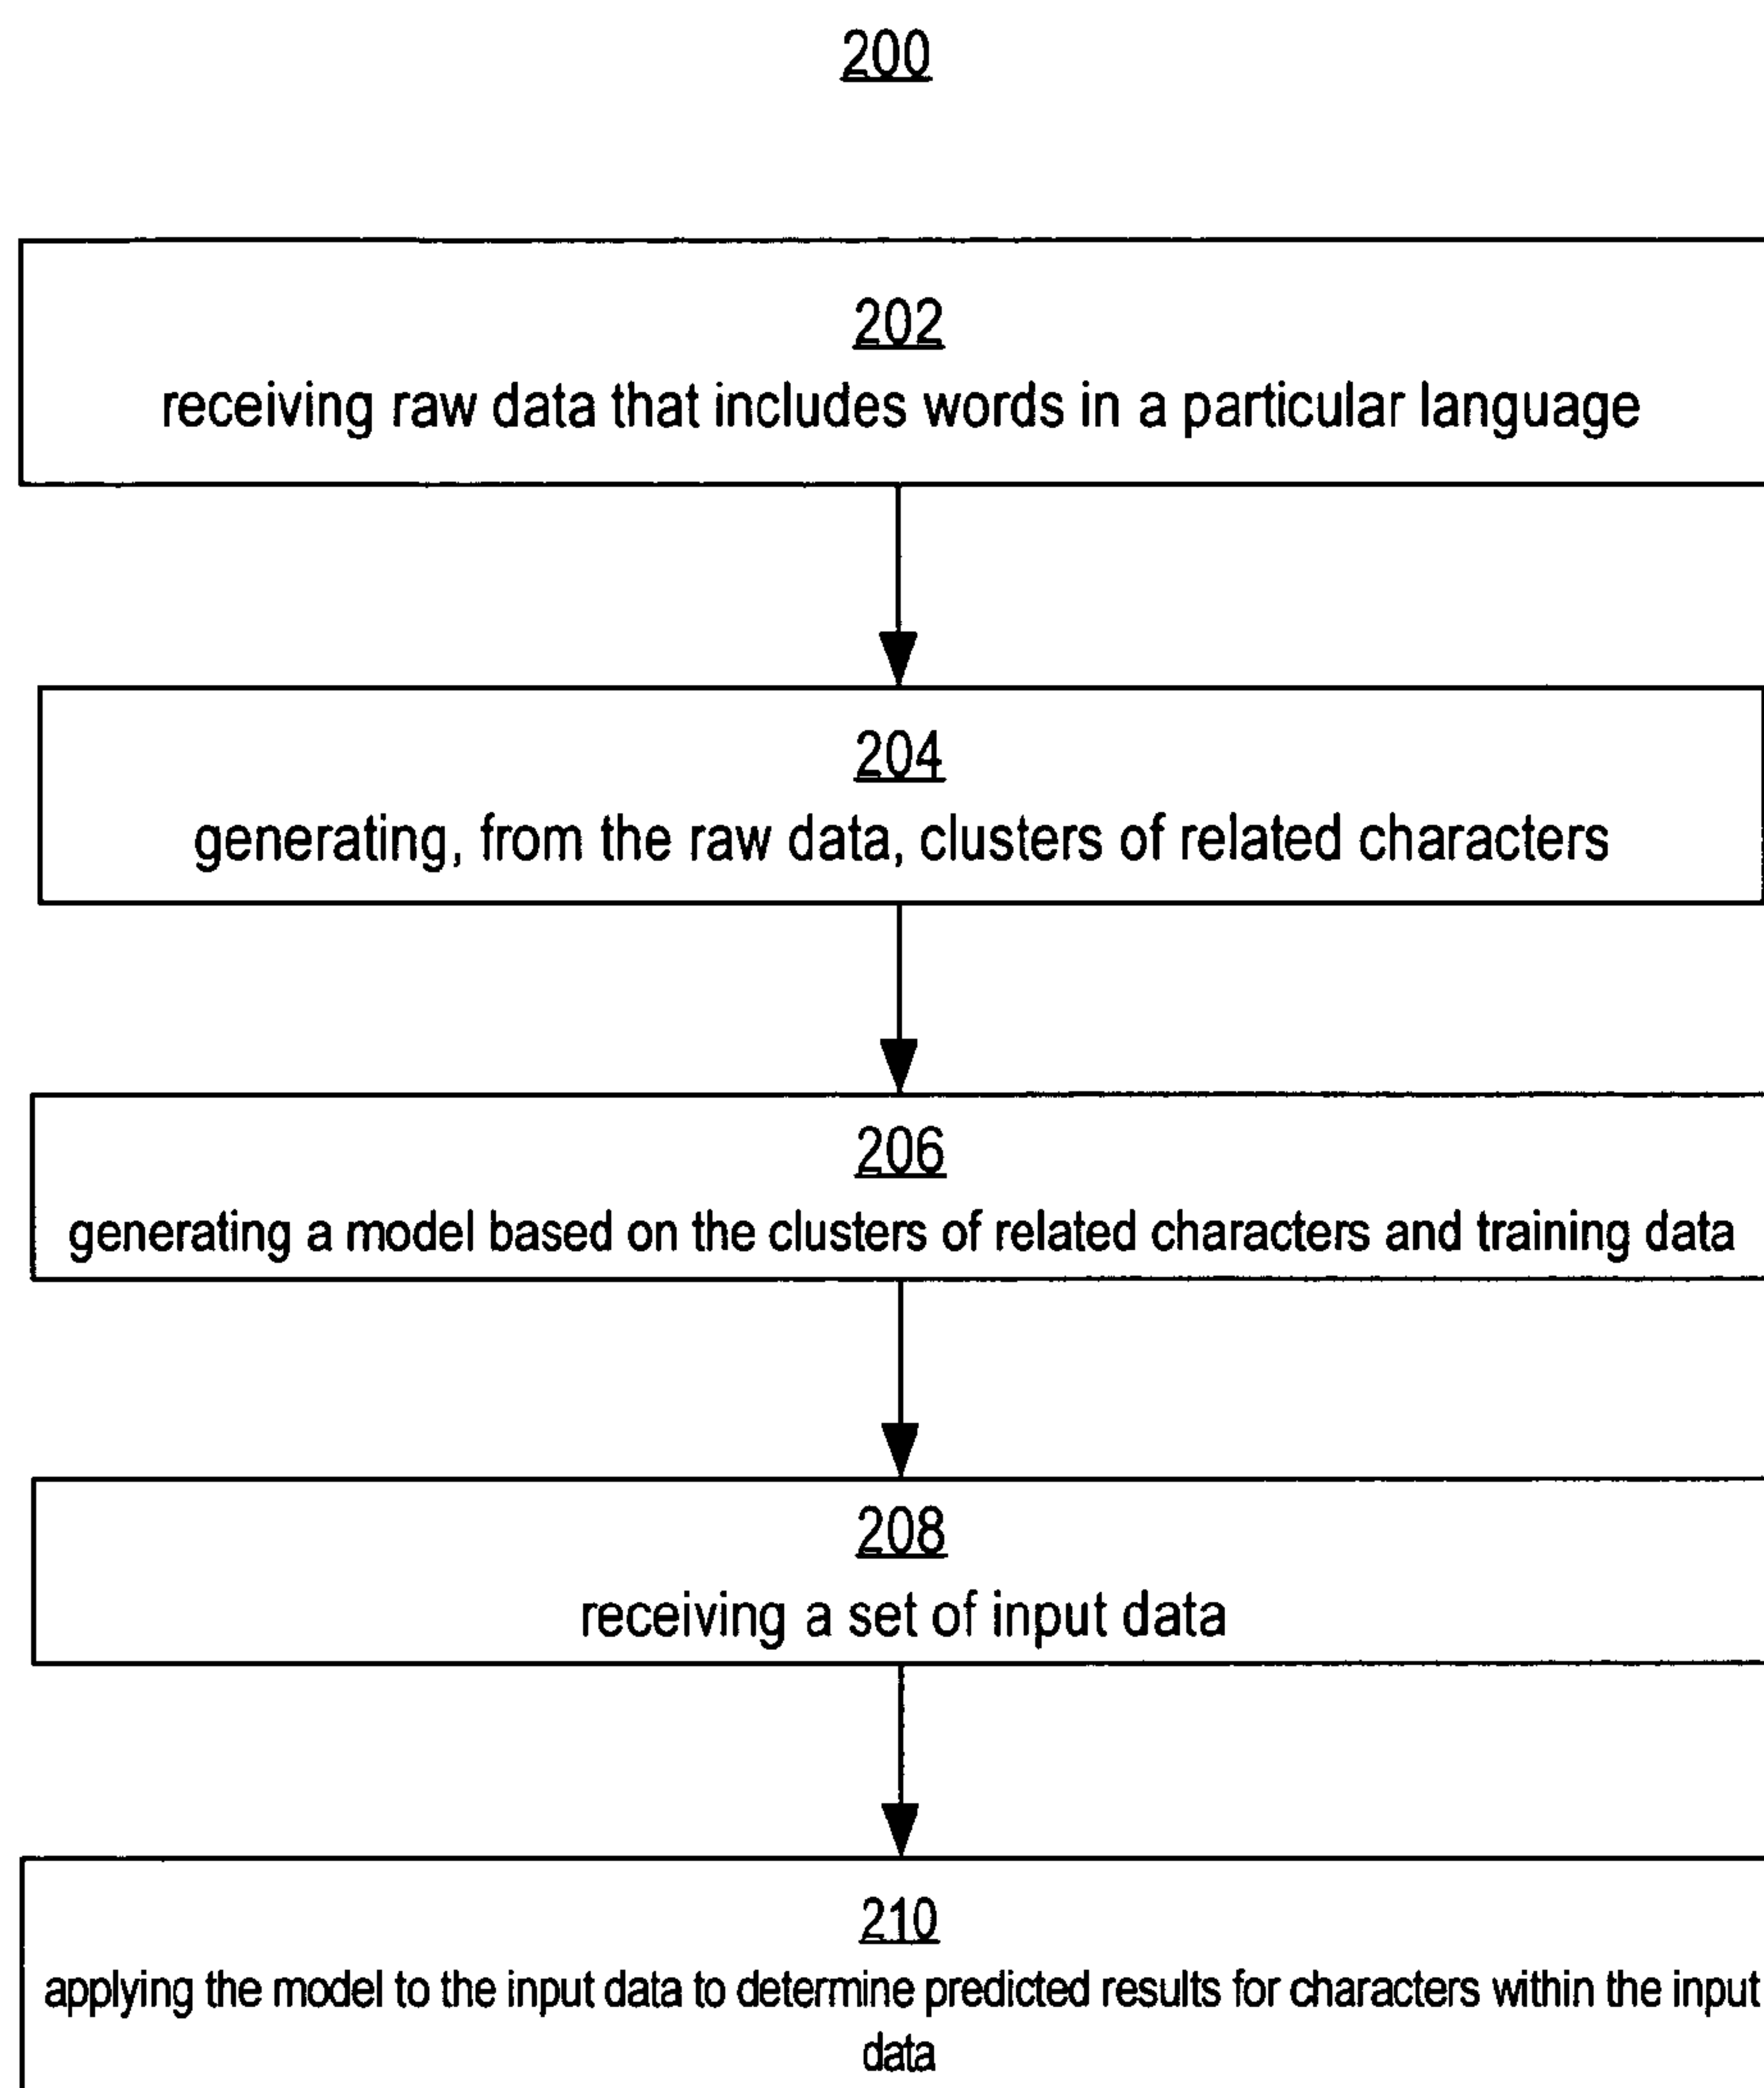 200
202
receiving raw data that includes words in a particular language
204
generating, from the raw data, clusters of related characters
206
generating a model based on the clusters of related characters and training data
208
receiving a set of input data
210
applying the model to the input data to determine predicted results for characters within the input
data